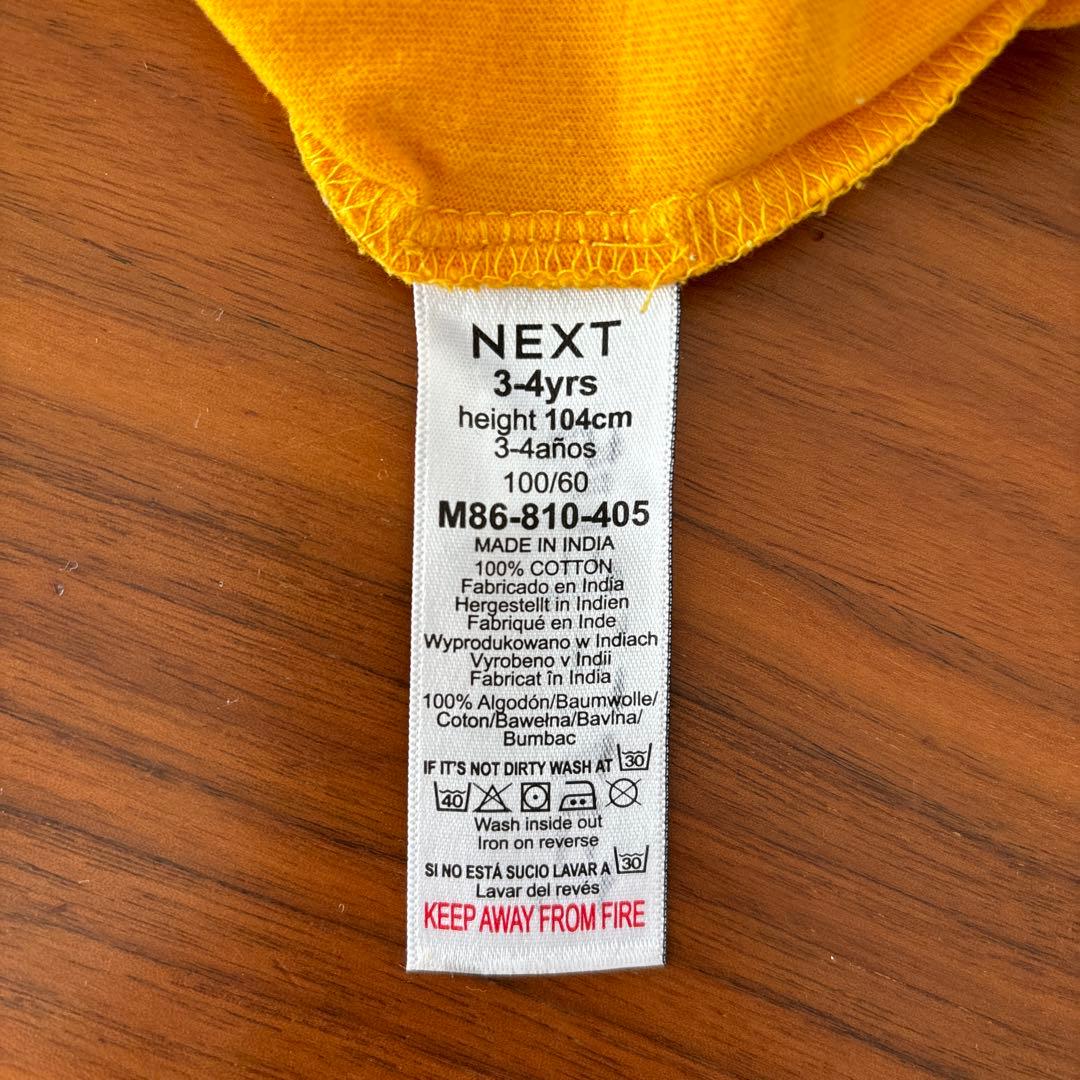 NEXT
3-4yrs
height 104cm
3-4años
100/60
M86-810-405
MADE IN INDIA
100% COTTON
Fabricado en India
Hergestellt in Indien
Fabriqué en Inde
Wyprodukowano w Indiach
Vyrobeno v Indii
Fabricat în India
100% Algodón/Baumwolle/
Coton/Bawełna/Bavlna/
Bumbac
IF IT'S NOT DIRTY WASH AT 30
40
Wash inside out
Iron on reverse
SI NO ESTÁ SUCIO LAVAR A 30
Lavar del revés
KEEP AWAY FROM FIRE